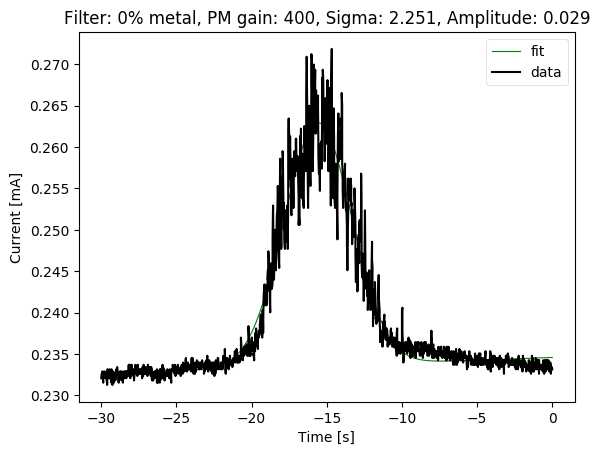 Filter: 0% metal, PM gain: 400, Sigma: 2.251, Amplitude: 0.029
fit
data
0.270
0.265
0.260
0.255
0.250
0.245
0.240
0.235
0.230
Current [mA]
−30 −25 −20 −15 −10 −5 0
Time [s]